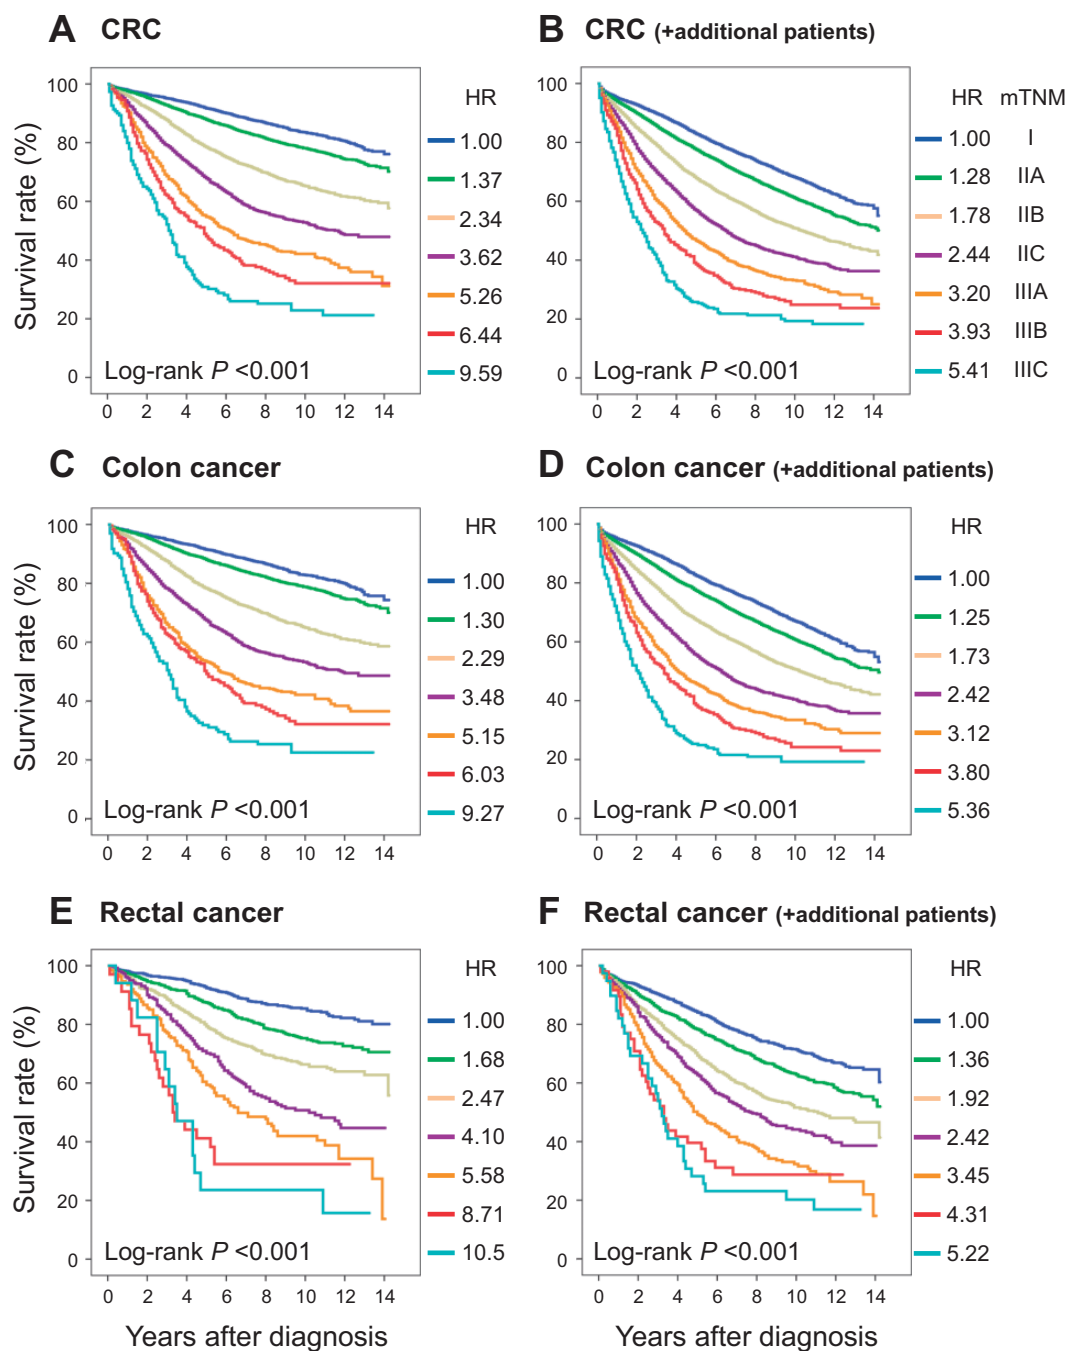 A CRC
B CRC (+additional patients)
Survival rate (%)
100
80
60
40
20
0
0 2 4 6 8 10 12 14
Log-rank P <0.001
HR
1.00
1.37
2.34
3.62
5.26
6.44
9.59
100
80
60
40
20
0
0 2 4 6 8 10 12 14
Log-rank P <0.001
HR mTNM
1.00 I
1.28 IIA
1.78 IIB
2.44 IIC
3.20 IIIA
3.93 IIIB
5.41 IIIC
C Colon cancer
D Colon cancer (+additional patients)
Survival rate (%)
100
80
60
40
20
0
0 2 4 6 8 10 12 14
Log-rank P <0.001
HR
1.00
1.30
2.29
3.48
5.15
6.03
9.27
100
80
60
40
20
0
0 2 4 6 8 10 12 14
Log-rank P <0.001
HR
1.00
1.25
1.73
2.42
3.12
3.80
5.36
E Rectal cancer
F Rectal cancer (+additional patients)
Survival rate (%)
100
80
60
40
20
0
0 2 4 6 8 10 12 14
Log-rank P <0.001
HR
1.00
1.68
2.47
4.10
5.58
8.71
10.5
Years after diagnosis
100
80
60
40
20
0
0 2 4 6 8 10 12 14
Log-rank P <0.001
HR
1.00
1.36
1.92
2.42
3.45
4.31
5.22
Years after diagnosis